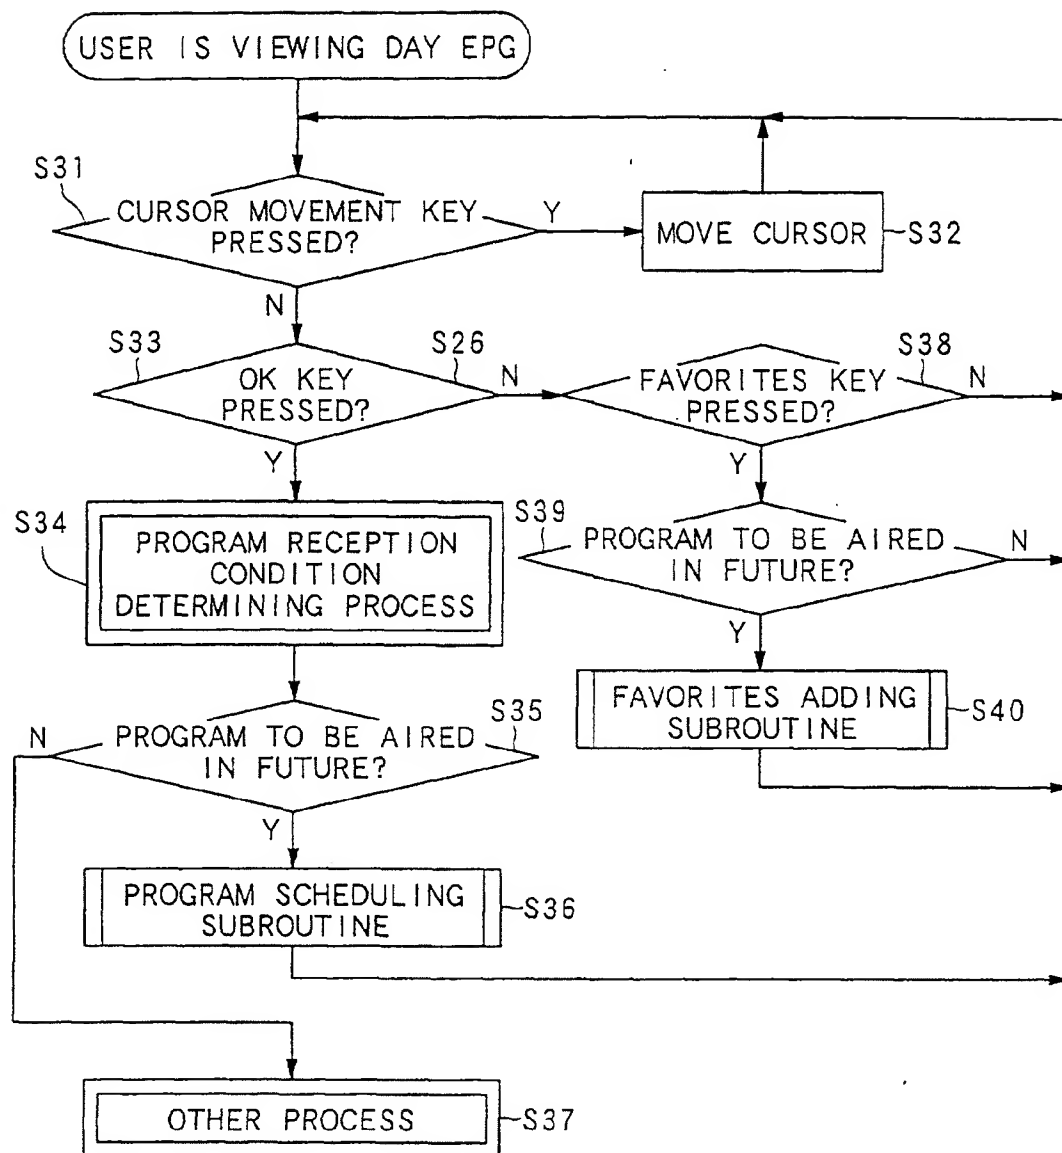 USER IS VIEWING DAY EPG
S31
CURSOR MOVEMENT KEY
PRESSED?
Y
MOVE CURSOR
S32
N
S33
OK KEY
PRESSED?
S26
N
FAVORITES KEY
PRESSED?
S38
N
Y
Y
S34
PROGRAM RECEPTION
CONDITION
DETERMINING PROCESS
S39
PROGRAM TO BE AIRED
IN FUTURE?
N
Y
FAVORITES ADDING
SUBROUTINE
S40
N
PROGRAM TO BE AIRED
IN FUTURE?
S35
Y
PROGRAM SCHEDULING
SUBROUTINE
S36
OTHER PROCESS
S37